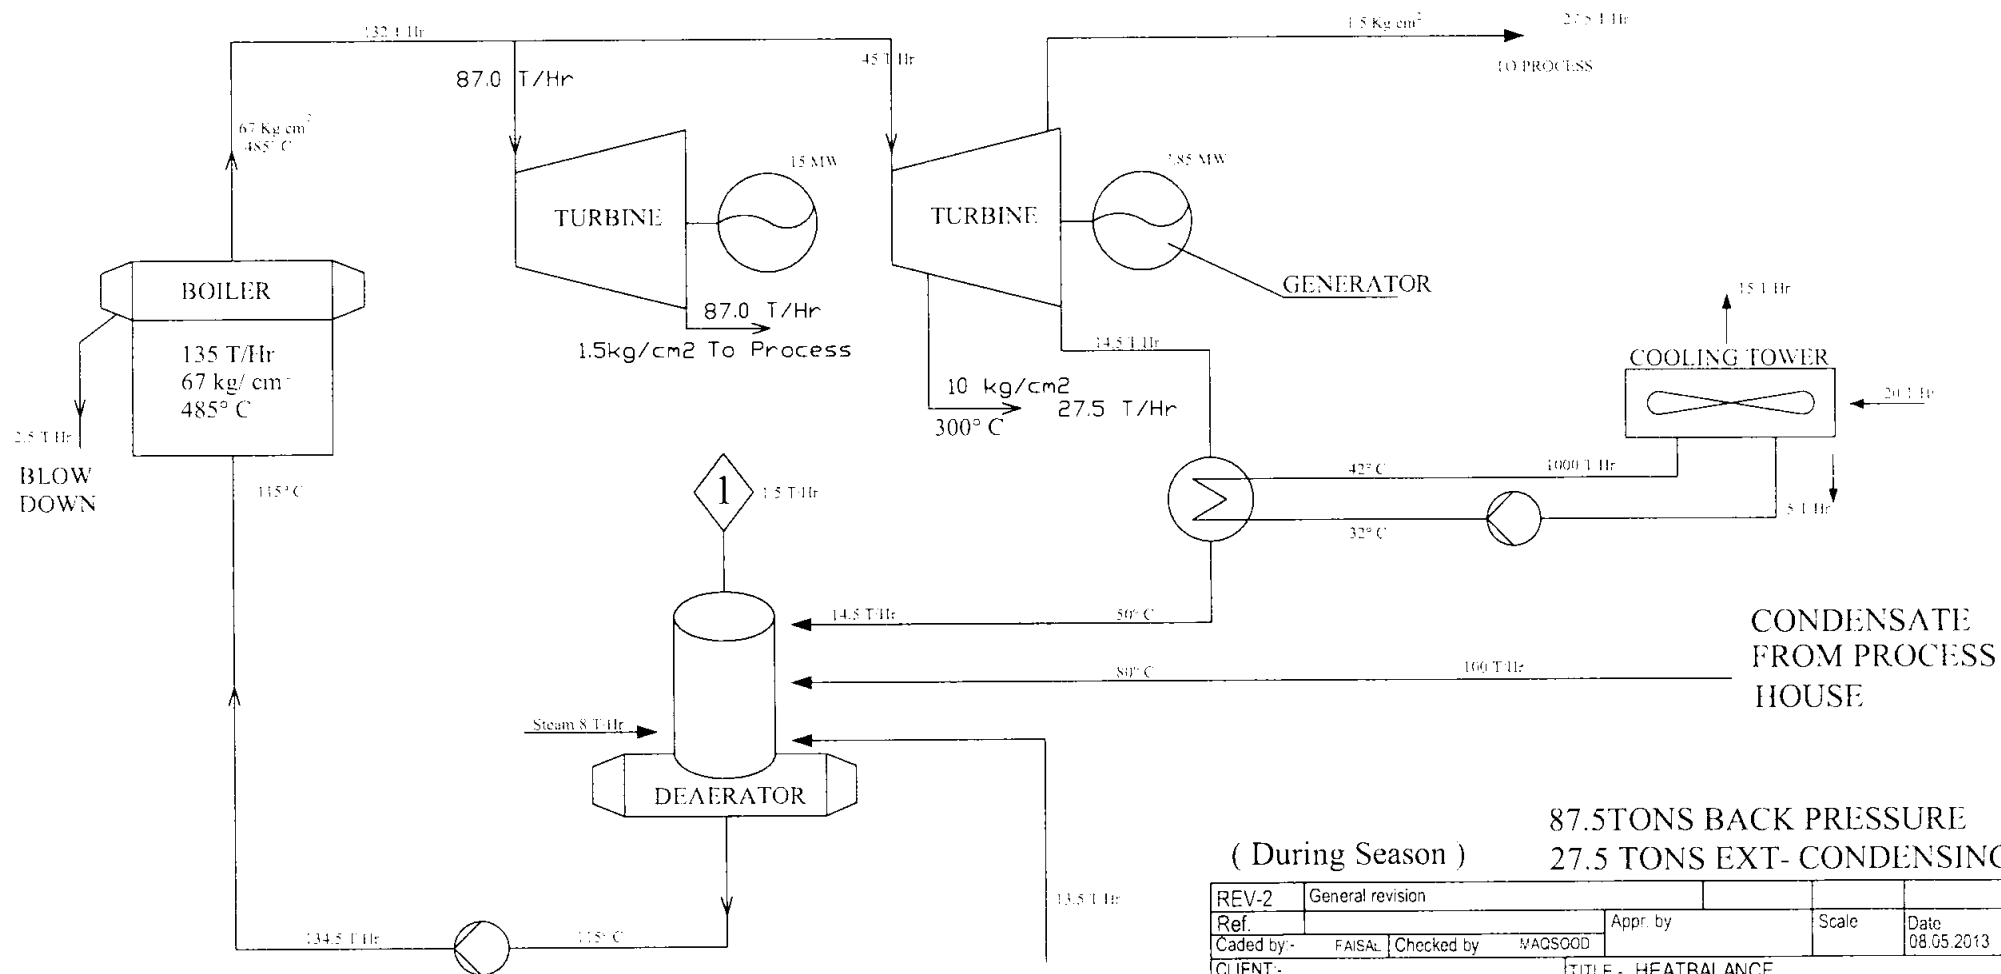 132 T/Hr
1.5 Kg cm²
27.5 T/Hr
TO PROCESS
87.0 T/Hr
45 T/Hr
67 Kg cm²
485° C
15 MW
7.85 MW
TURBINE
TURBINE
GENERATOR
BOILER
135 T/Hr
67 kg/ cm
485° C
87.0 T/Hr
1.5kg/cm2 To Process
14.5 T/Hr
10 kg/cm2
27.5 T/Hr
300° C
15 T/Hr
COOLING TOWER
20 T/Hr
2.5 T/Hr
BLOW
DOWN
115° C
1
1.5 T/Hr
42° C
1000 T/Hr
32° C
5 T/Hr
14.5 T/Hr
50° C
80° C
100 T/Hr
CONDENSATE
FROM PROCESS
HOUSE
Steam 8 T/Hr
DEAERATOR
13.5 T/Hr
134.5 T/Hr
115° C
( During Season )
87.5TONS BACK PRESSURE
27.5 TONS EXT- CONDENSING
REV-2 General revision
Ref. Appr. by Scale Date
Caded by:- FAISAL Checked by MAQSOOD 08.05.2013
CLIENT:- TITLE - HEATBALANCE